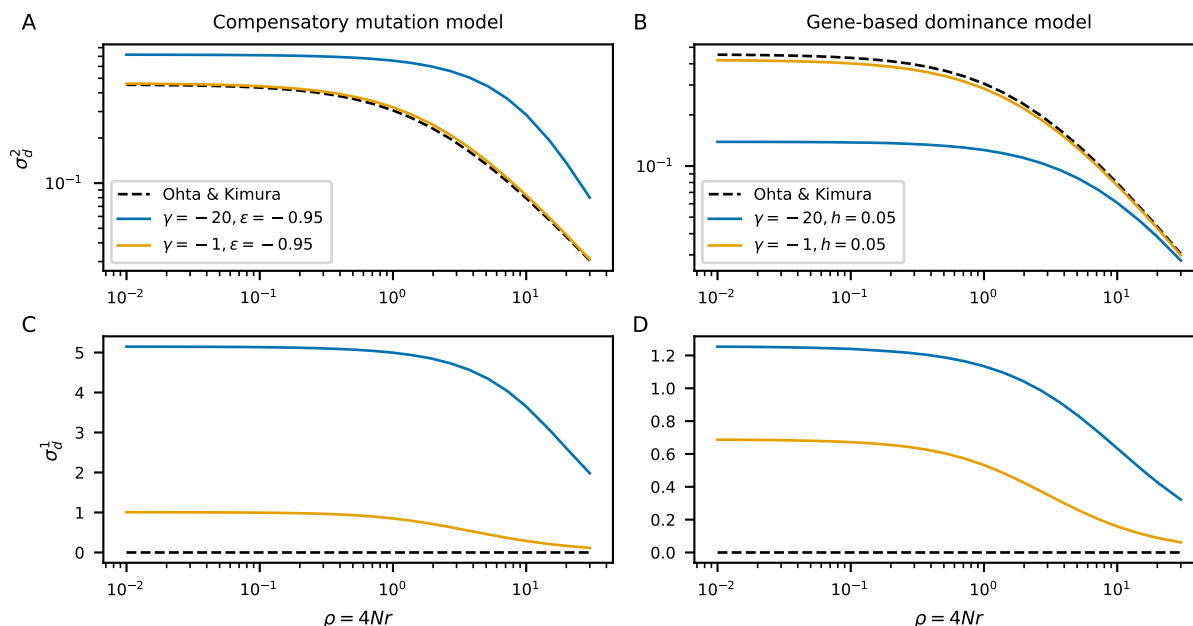 A Compensatory mutation model
B Gene-based dominance model
σ_d^2
10^{-1}
Ohta & Kimura
γ = −20, ε = −0.95
γ = −1, ε = −0.95
10^{-2} 10^{-1} 10^0 10^1
10^{-1}
Ohta & Kimura
γ = −20, h = 0.05
γ = −1, h = 0.05
10^{-2} 10^{-1} 10^0 10^1
C
σ_d^1
5
4
3
2
1
0
10^{-2} 10^{-1} 10^0 10^1
ρ = 4Nr
D
1.2
1.0
0.8
0.6
0.4
0.2
0.0
10^{-2} 10^{-1} 10^0 10^1
ρ = 4Nr